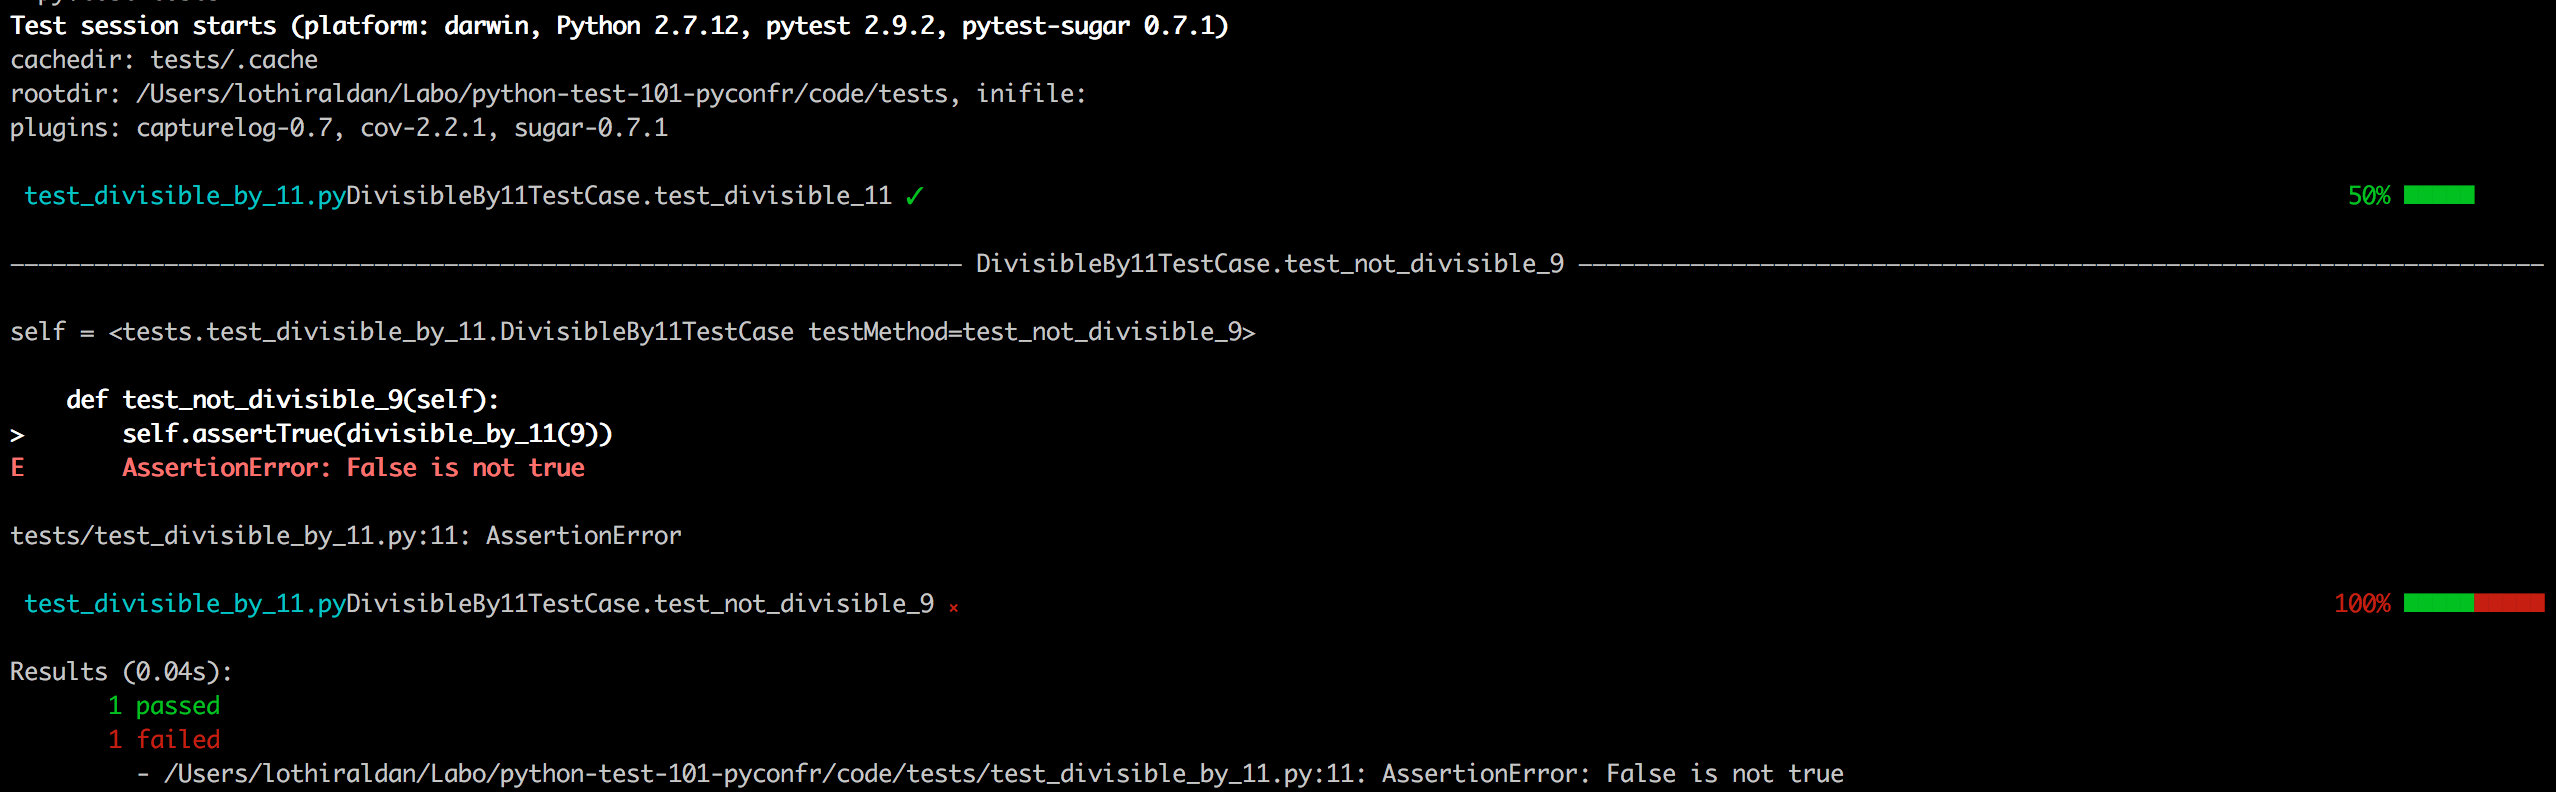 Test session starts (platform: darwin, Python 2.7.12, pytest 2.9.2, pytest-sugar 0.7.1)
cachedir: tests/.cache
rootdir: /Users/lothiraldan/Labo/python-test-101-pyconfr/code/tests, inifile:
plugins: capturelog-0.7, cov-2.2.1, sugar-0.7.1
test_divisible_by_11.pyDivisibleBy11TestCase.test_divisible_11 ✓ 50%
DivisibleBy11TestCase.test_not_divisible_9
self = <tests.test_divisible_by_11.DivisibleBy11TestCase testMethod=test_not_divisible_9>
def test_not_divisible_9(self):
> self.assertTrue(divisible_by_11(9))
E AssertionError: False is not true
tests/test_divisible_by_11.py:11: AssertionError
test_divisible_by_11.pyDivisibleBy11TestCase.test_not_divisible_9 ⨯ 100%
Results (0.04s):
1 passed
1 failed
- /Users/lothiraldan/Labo/python-test-101-pyconfr/code/tests/test_divisible_by_11.py:11: AssertionError: False is not true